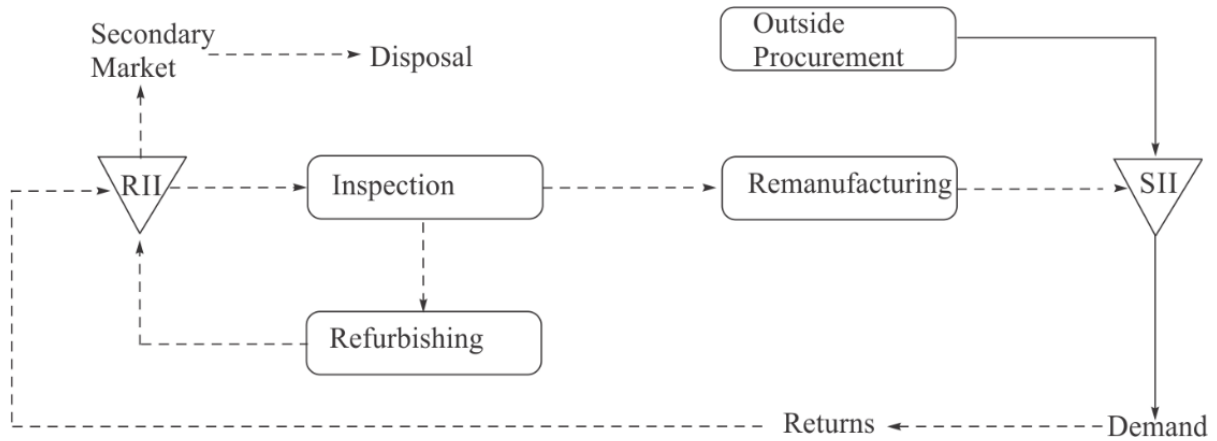 Secondary
Market
Disposal
Outside
Procurement
RII
Inspection
Remanufacturing
SII
Refurbishing
Returns
Demand